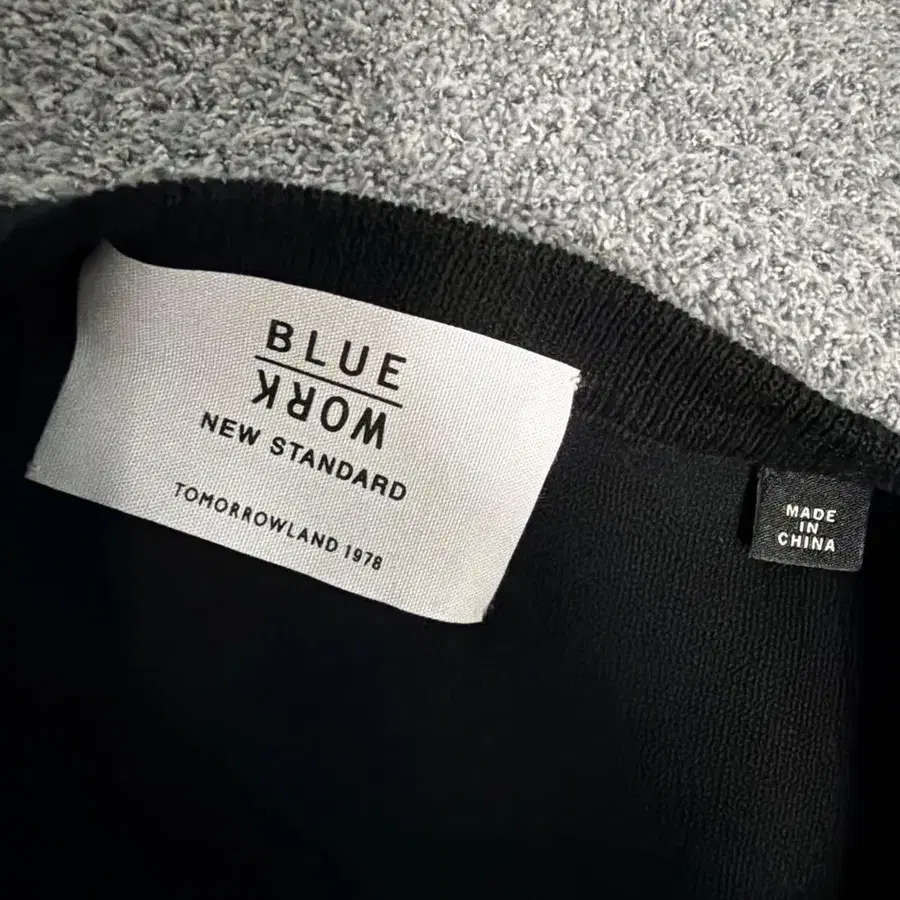 BLUE
WORK
NEW STANDARD
TOMORROWLAND 1978
MADE
IN
CHINA